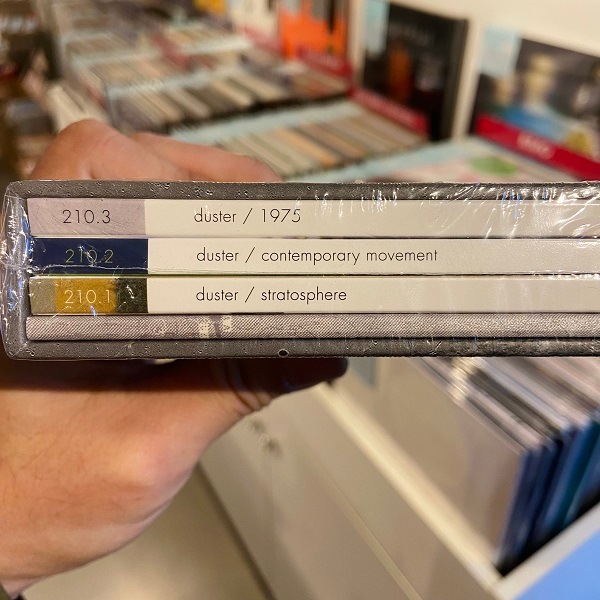 210.3 duster / 1975
210.2 duster / contemporary movement
210.1 duster / stratosphere